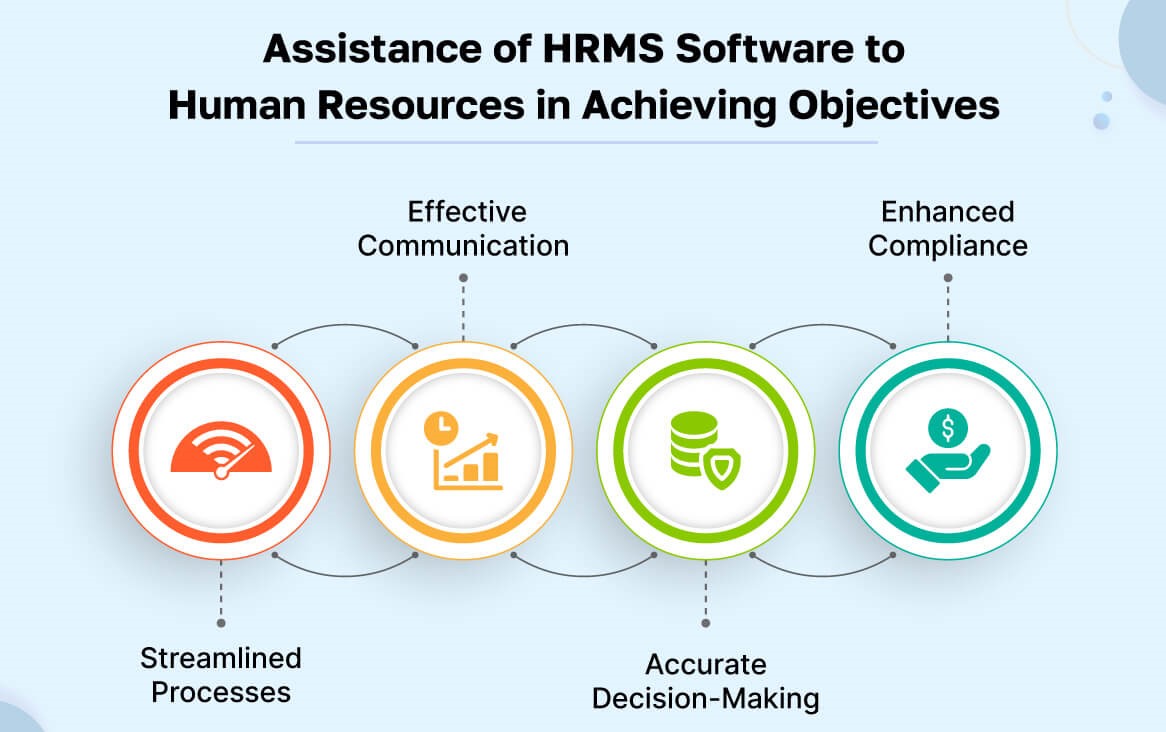 Assistance of HRMS Software to
Human Resources in Achieving Objectives
Effective
Communication
Enhanced
Compliance
$
Streamlined
Processes
Accurate
Decision-Making